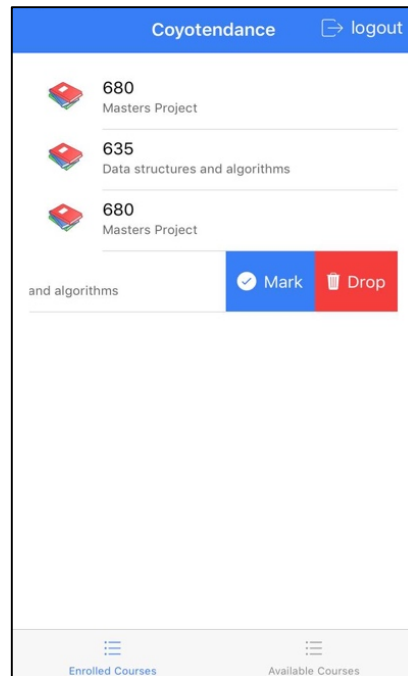 Coyotendance logout
680
Masters Project
635
Data structures and algorithms
680
Masters Project
and algorithms Mark Drop
Enrolled Courses Available Courses